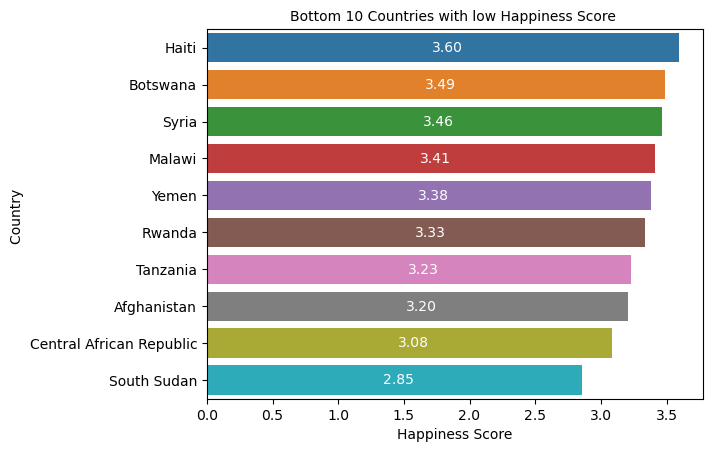 Bottom 10 Countries with low Happiness Score
Country
Haiti 3.60
Botswana 3.49
Syria 3.46
Malawi 3.41
Yemen 3.38
Rwanda 3.33
Tanzania 3.23
Afghanistan 3.20
Central African Republic 3.08
South Sudan 2.85
0.0 0.5 1.0 1.5 2.0 2.5 3.0 3.5
Happiness Score